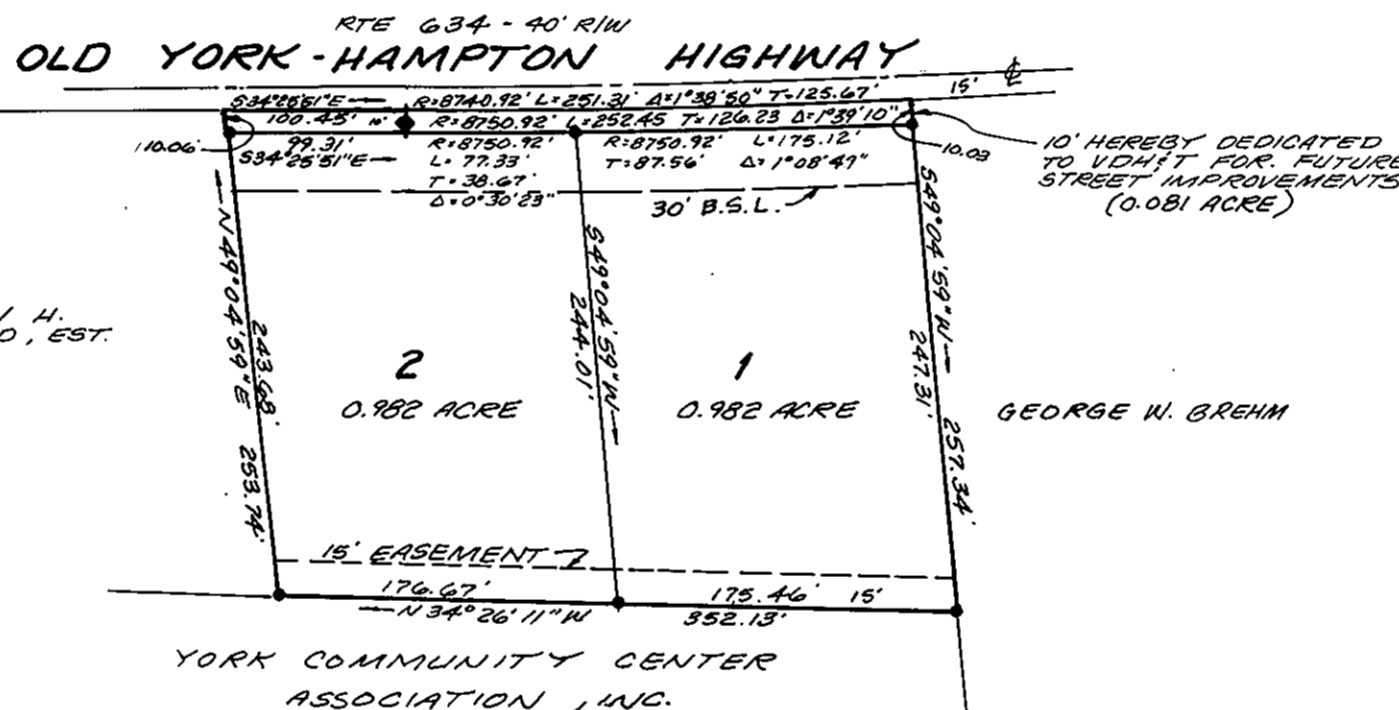 RTE 634 - 40' R/W
OLD YORK-HAMPTON HIGHWAY
℄
15'
S34°25'51"E R=8740.92' L=251.31' Δ=1°38'50" T=125.67'
100.45' 10' R=8750.92' L=252.45 T=126.23 Δ=1°39'10"
10.06'
99.31'
S34°25'51"E
R=8750.92'
L=77.33'
T=38.67'
Δ=0°30'23"
R=8750.92' L=175.12'
T=87.56' Δ=1°08'47"
10.03
10' HEREBY DEDICATED
TO VDH&T FOR FUTURE
STREET IMPROVEMENTS
(0.081 ACRE)
30' B.S.L.
H.
, EST.
N49°04'59"E 253.74'
243.68'
2
0.982 ACRE
S49°04'59"W
244.01'
1
0.982 ACRE
S49°04'59"W 257.34'
247.31'
GEORGE W. BREHM
15' EASEMENT
176.67'
175.46' 15'
N34°26'11"W 352.13'
YORK COMMUNITY CENTER
ASSOCIATION, INC.